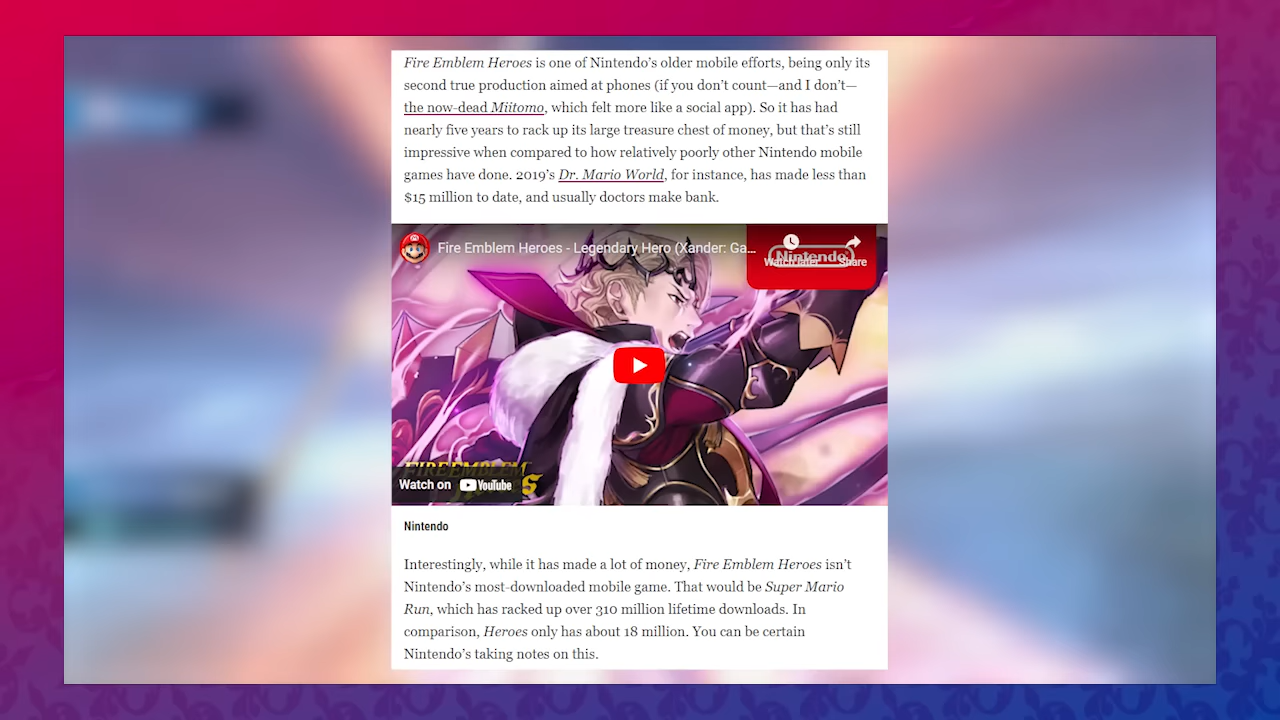 Fire Emblem Heroes is one of Nintendo’s older mobile efforts, being only its
second true production aimed at phones (if you don’t count—and I don’t—
the now-dead Miitomo, which felt more like a social app). So it has had
nearly five years to rack up its large treasure chest of money, but that’s still
impressive when compared to how relatively poorly other Nintendo mobile
games have done. 2019’s Dr. Mario World, for instance, has made less than
$15 million to date, and usually doctors make bank.
Fire Emblem Heroes - Legendary Hero (Xander: Ga...
Nintendo
Watch later
Share
FIRE EMBLEM
Watch on YouTube
Nintendo
Interestingly, while it has made a lot of money, Fire Emblem Heroes isn’t
Nintendo’s most-downloaded mobile game. That would be Super Mario
Run, which has racked up over 310 million lifetime downloads. In
comparison, Heroes only has about 18 million. You can be certain
Nintendo’s taking notes on this.